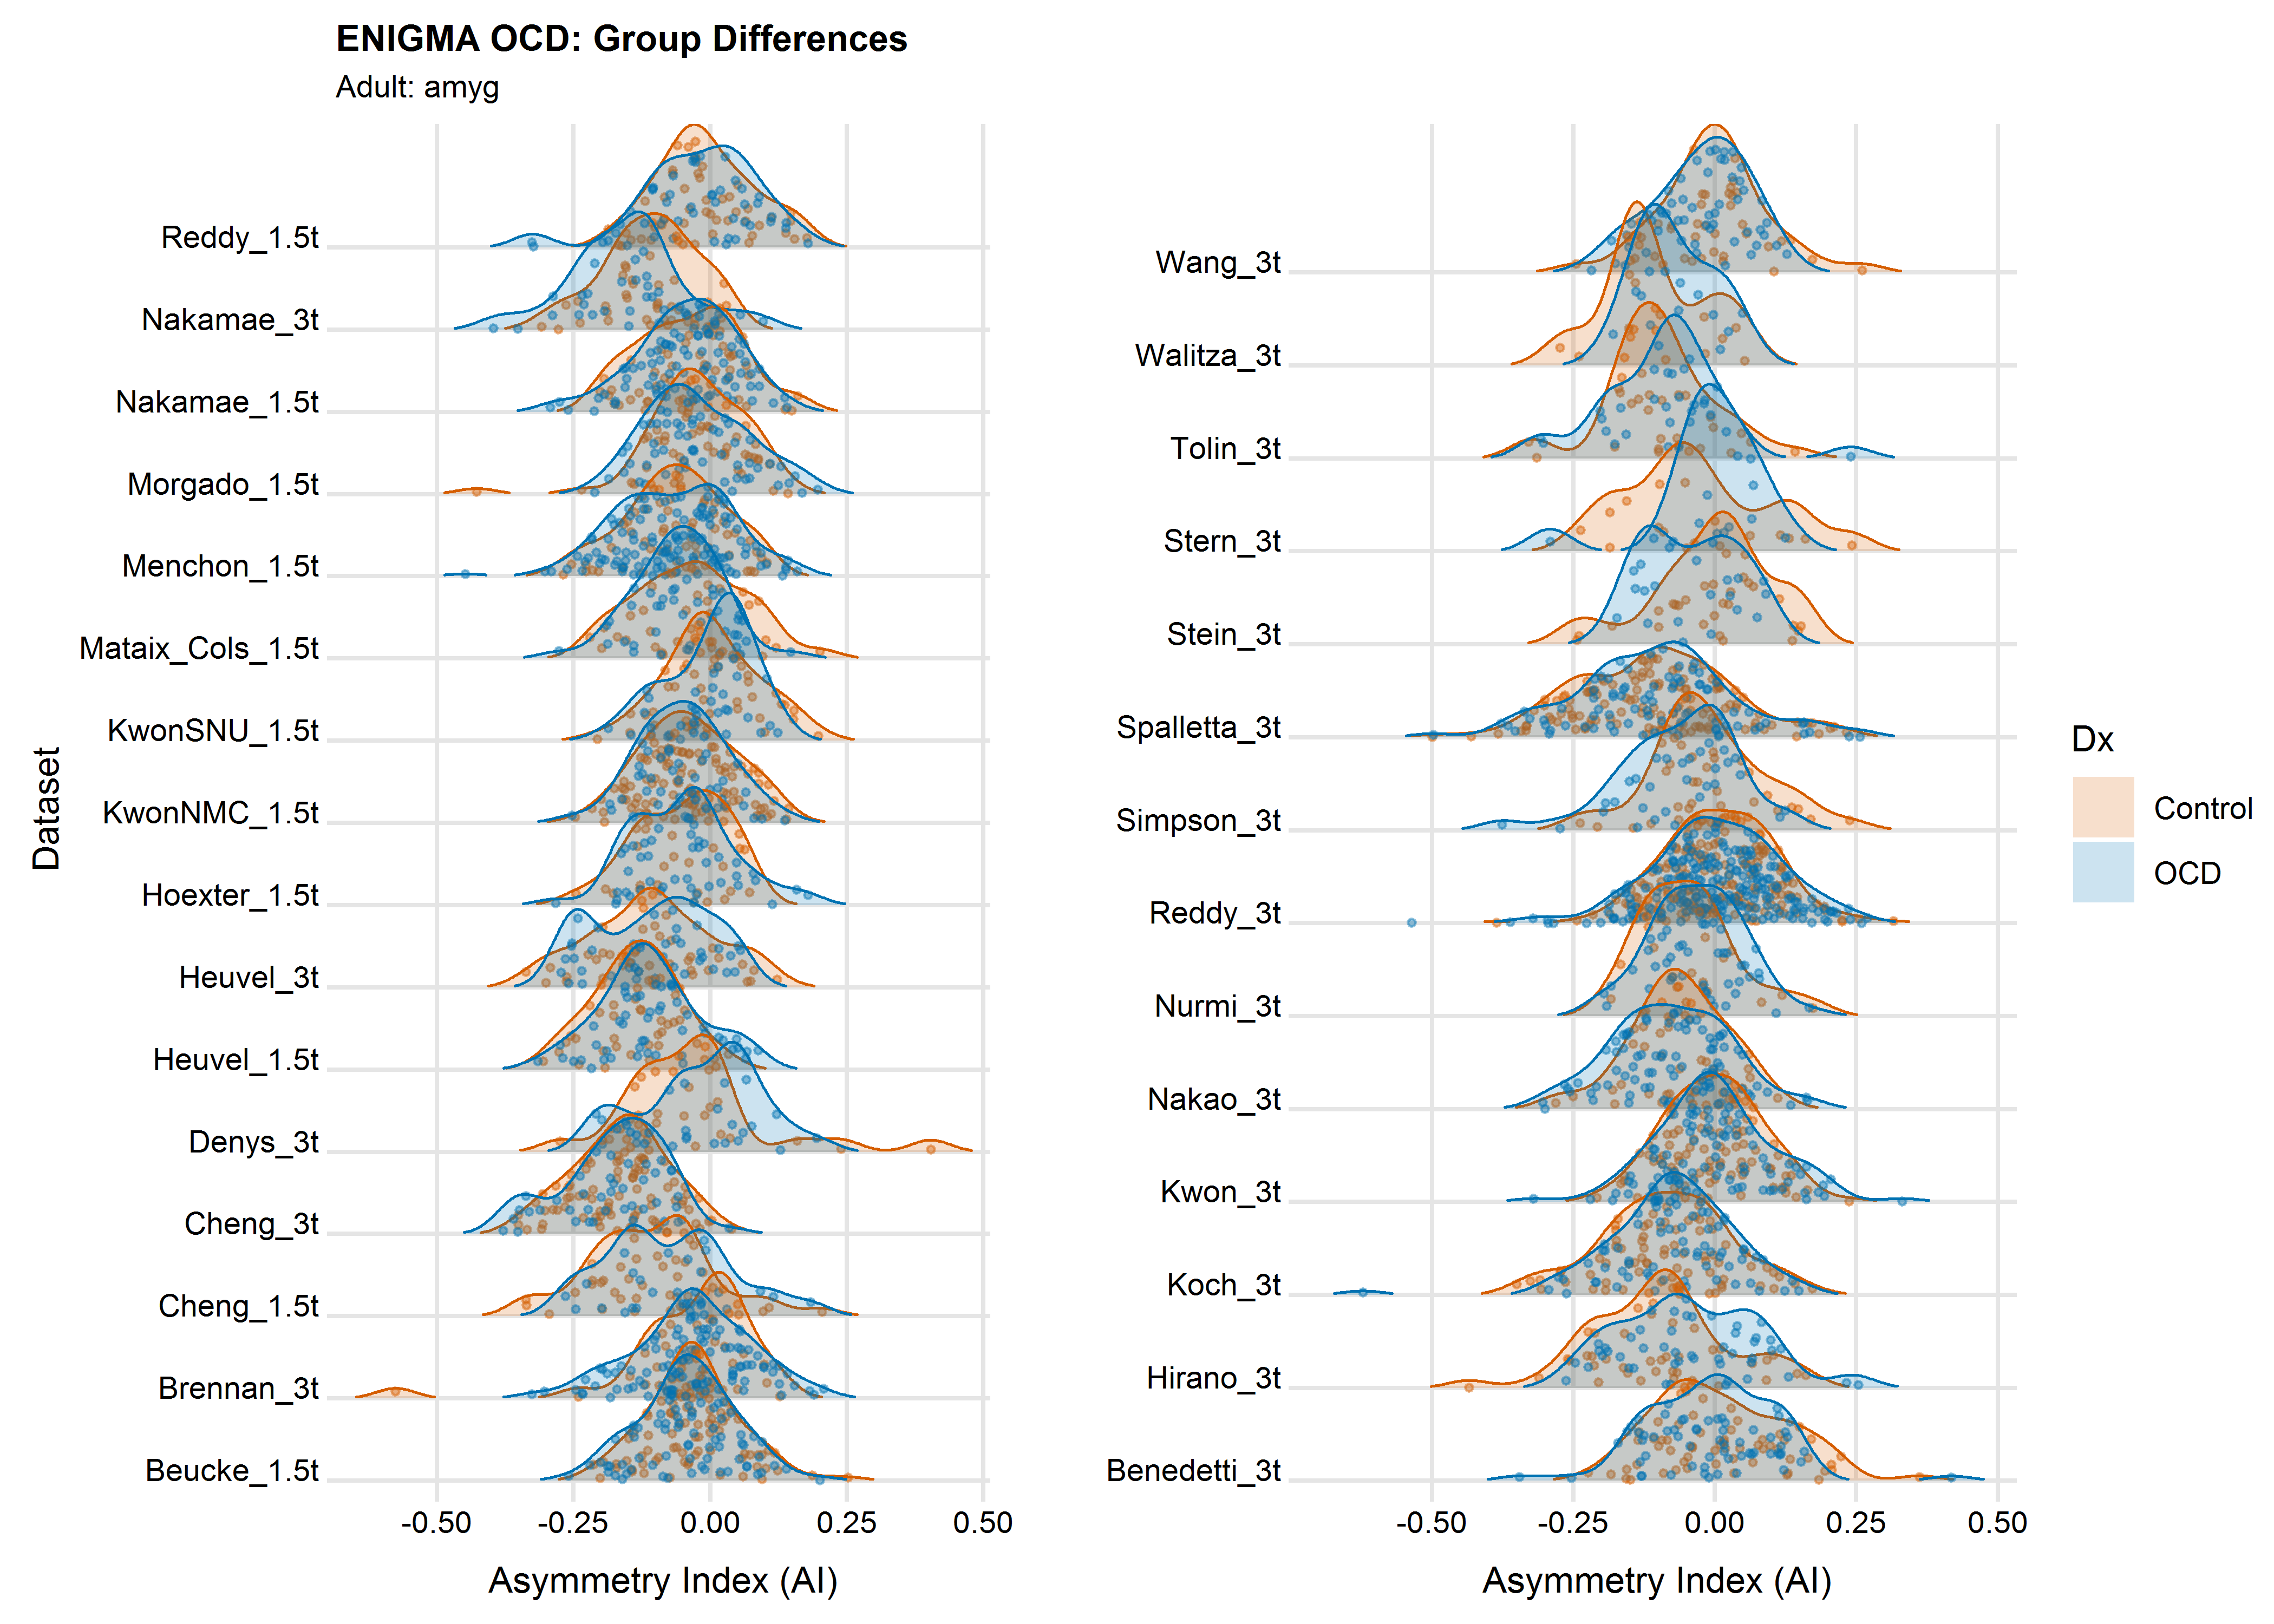 ENIGMA OCD: Group Differences
Adult: amyg
Dataset
Reddy_1.5t
Nakamae_3t
Nakamae_1.5t
Morgado_1.5t
Menchon_1.5t
Mataix_Cols_1.5t
KwonSNU_1.5t
KwonNMC_1.5t
Hoexter_1.5t
Heuvel_3t
Heuvel_1.5t
Denys_3t
Cheng_3t
Cheng_1.5t
Brennan_3t
Beucke_1.5t
-0.50 -0.25 0.00 0.25 0.50
Asymmetry Index (AI)
Wang_3t
Walitza_3t
Tolin_3t
Stern_3t
Stein_3t
Spalletta_3t
Simpson_3t
Reddy_3t
Nurmi_3t
Nakao_3t
Kwon_3t
Koch_3t
Hirano_3t
Benedetti_3t
-0.50 -0.25 0.00 0.25 0.50
Asymmetry Index (AI)
Dx
Control
OCD